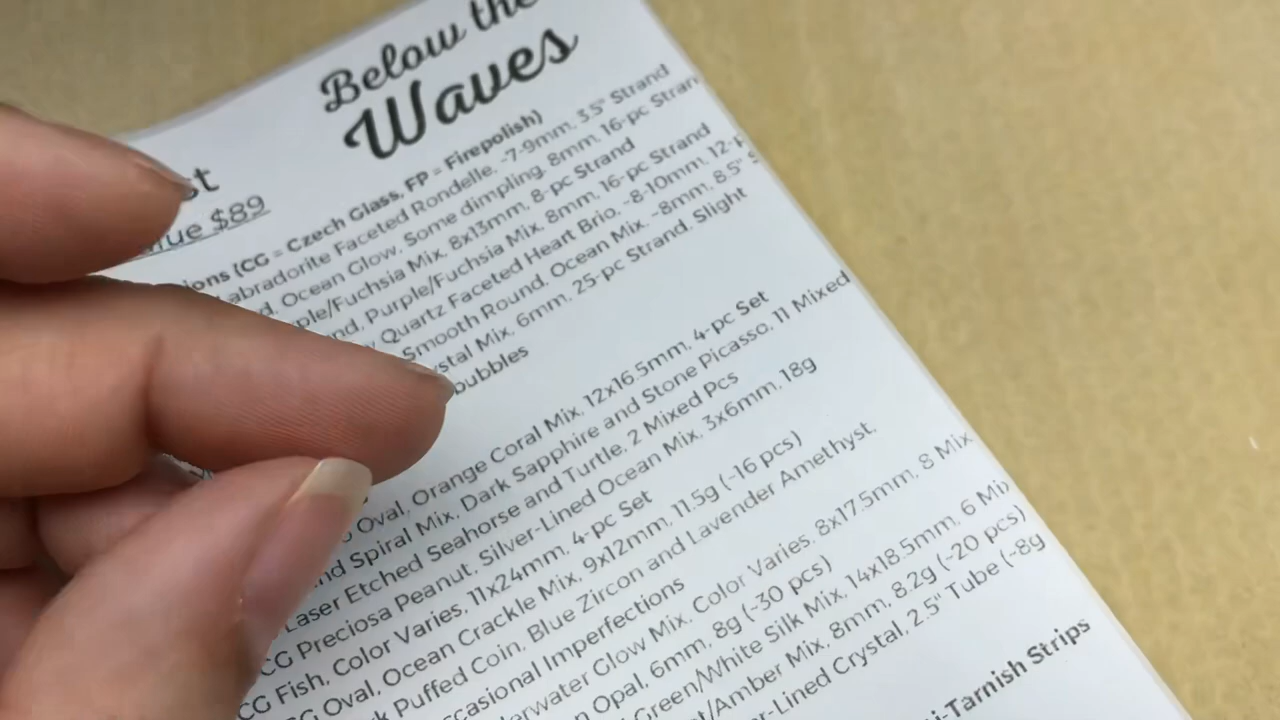 Below the
Waves
st
lue $89
ions (CG = Czech Glass, FP = Firepolish)
Labradorite Faceted Rondelle, ~7-9mm, 3.5" Strand
d, Ocean Glow, Some dimpling, 8mm, 16-pc Stran
ple/Fuchsia Mix, 8x13mm, 8-pc Strand
nd, Purple/Fuchsia Mix, 8mm, 16-pc Strand
Quartz Faceted Heart Brio, ~8-10mm, 12-p
Smooth Round, Ocean Mix, ~8mm, 8.5" S
ystal Mix, 6mm, 25-pc Strand, Slight
bubbles
Oval, Orange Coral Mix, 12x16.5mm, 4-pc Set
nd Spiral Mix, Dark Sapphire and Stone Picasso, 11 Mixed
Laser Etched Seahorse and Turtle, 2 Mixed Pcs
CG Preciosa Peanut, Silver-Lined Ocean Mix, 3x6mm, 18g
CG Fish, Color Varies, 11x24mm, 4-pc Set
G Oval, Ocean Crackle Mix, 9x12mm, 11.5g (~16 pcs)
k Puffed Coin, Blue Zircon and Lavender Amethyst,
ccasional Imperfections
erwater Glow Mix, Color Varies, 8x17.5mm, 8 Mix
n Opal, 6mm, 8g (~30 pcs)
Green/White Silk Mix, 14x18.5mm, 6 Mix
t/Amber Mix, 8mm, 8.2g (~20 pcs)
r-Lined Crystal, 2.5" Tube (~8g
i-Tarnish Strips